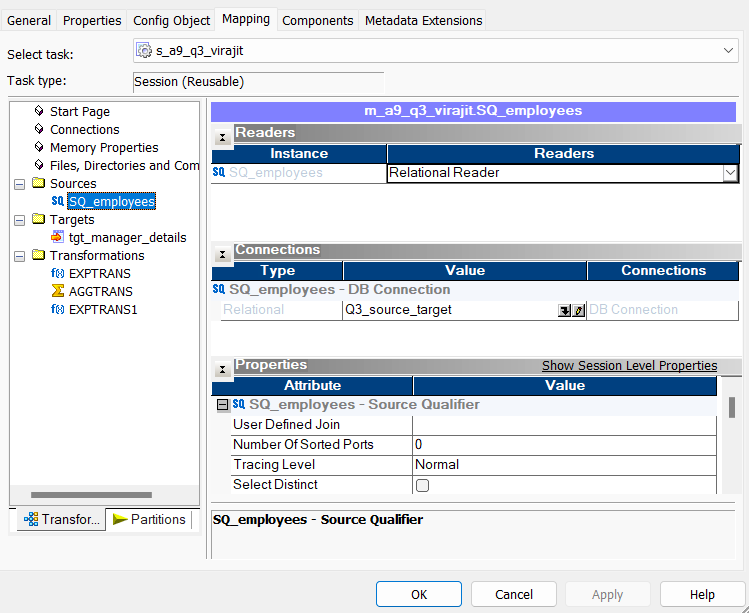 General Properties Config Object Mapping Components Metadata Extensions
Select task: s_a9_q3_virajit
Task type: Session (Reusable)
Start Page
Connections
Memory Properties
Files, Directories and Com
Sources
SQ SQ_employees
Targets
tgt_manager_details
Transformations
f(x) EXPTRANS
Σ AGGTRANS
f(x) EXPTRANS1
Transfor... Partitions
m_a9_q3_virajit.SQ_employees
Readers
Instance Readers
SQ SQ_employees Relational Reader
Connections
Type Value Connections
SQ SQ_employees - DB Connection
Relational Q3_source_target DB Connection
Properties Show Session Level Properties
Attribute Value
SQ SQ_employees - Source Qualifier
User Defined Join
Number Of Sorted Ports 0
Tracing Level Normal
Select Distinct
SQ_employees - Source Qualifier
OK Cancel Apply Help